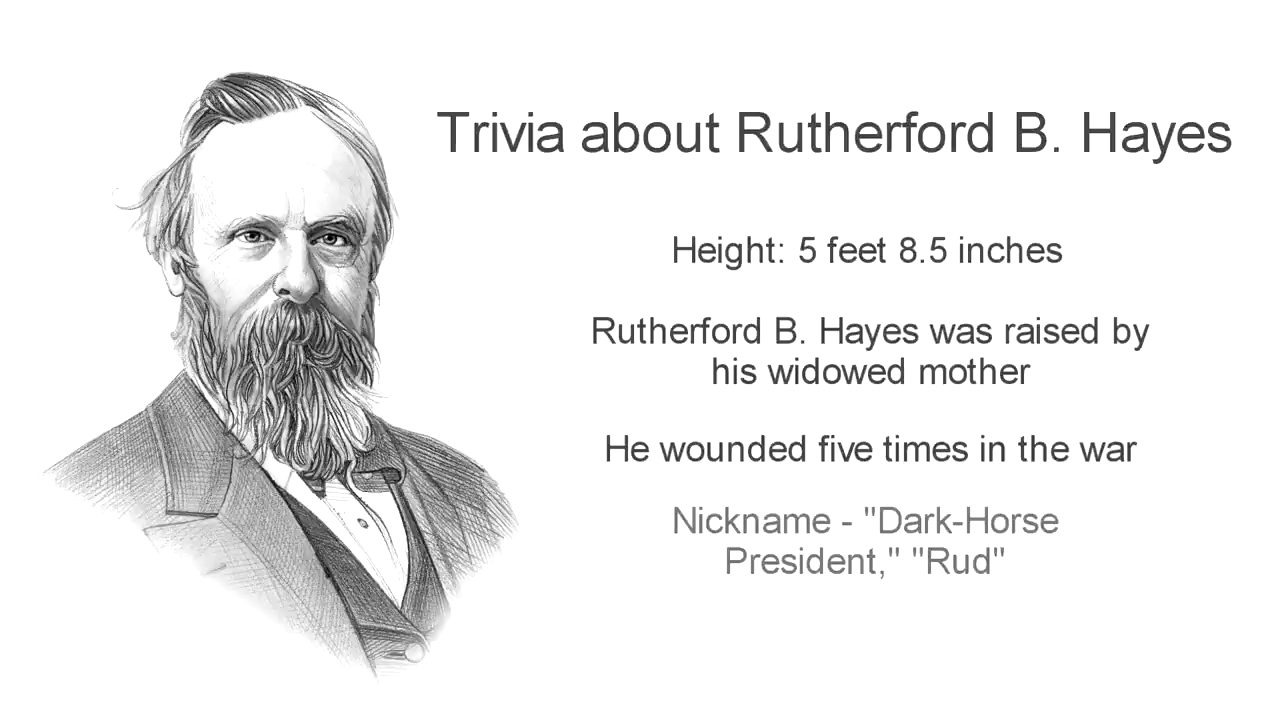 Trivia about Rutherford B. Hayes
Height: 5 feet 8.5 inches
Rutherford B. Hayes was raised by
his widowed mother
He wounded five times in the war
Nickname - "Dark-Horse
President," "Rud"